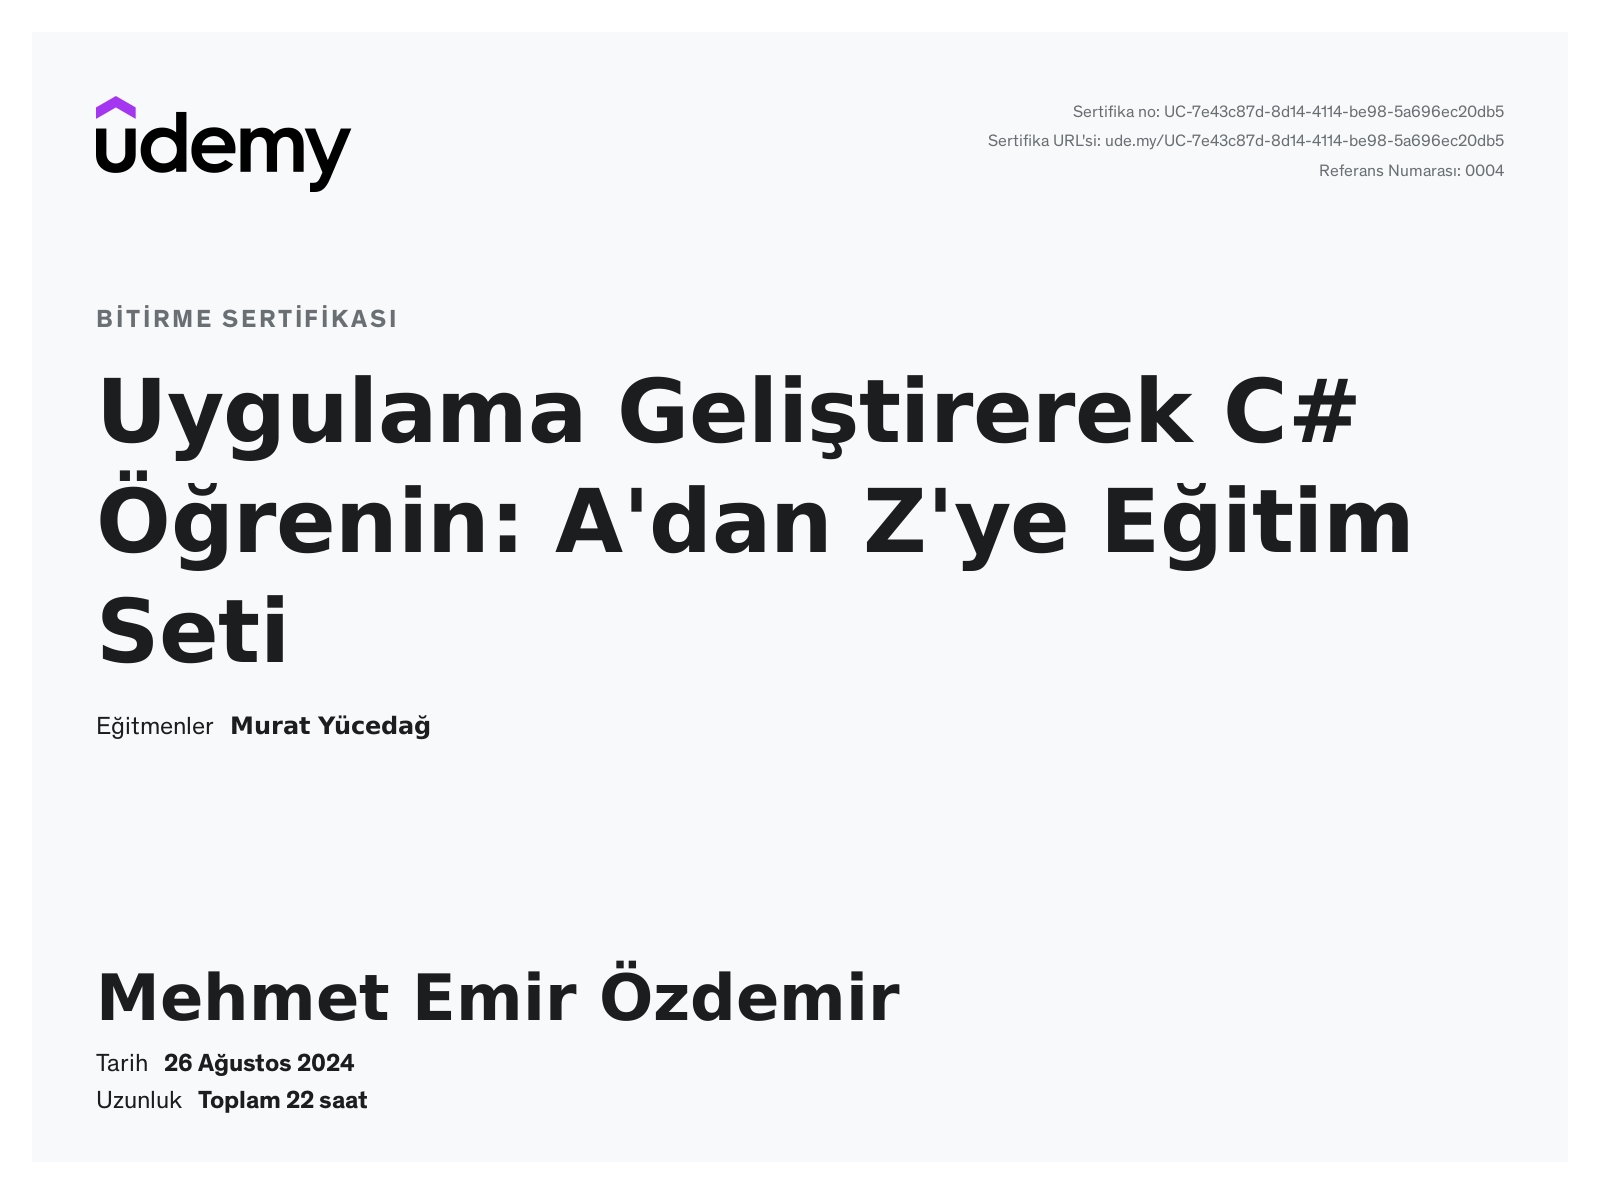 udemy
Sertifika no: UC-7e43c87d-8d14-4114-be98-5a696ec20db5
Sertifika URL'si: ude.my/UC-7e43c87d-8d14-4114-be98-5a696ec20db5
Referans Numarası: 0004
BİTİRME SERTİFİKASI
Uygulama Geliştirerek C#
Öğrenin: A'dan Z'ye Eğitim
Seti
Eğitmenler Murat Yücedağ
Mehmet Emir Özdemir
Tarih 26 Ağustos 2024
Uzunluk Toplam 22 saat